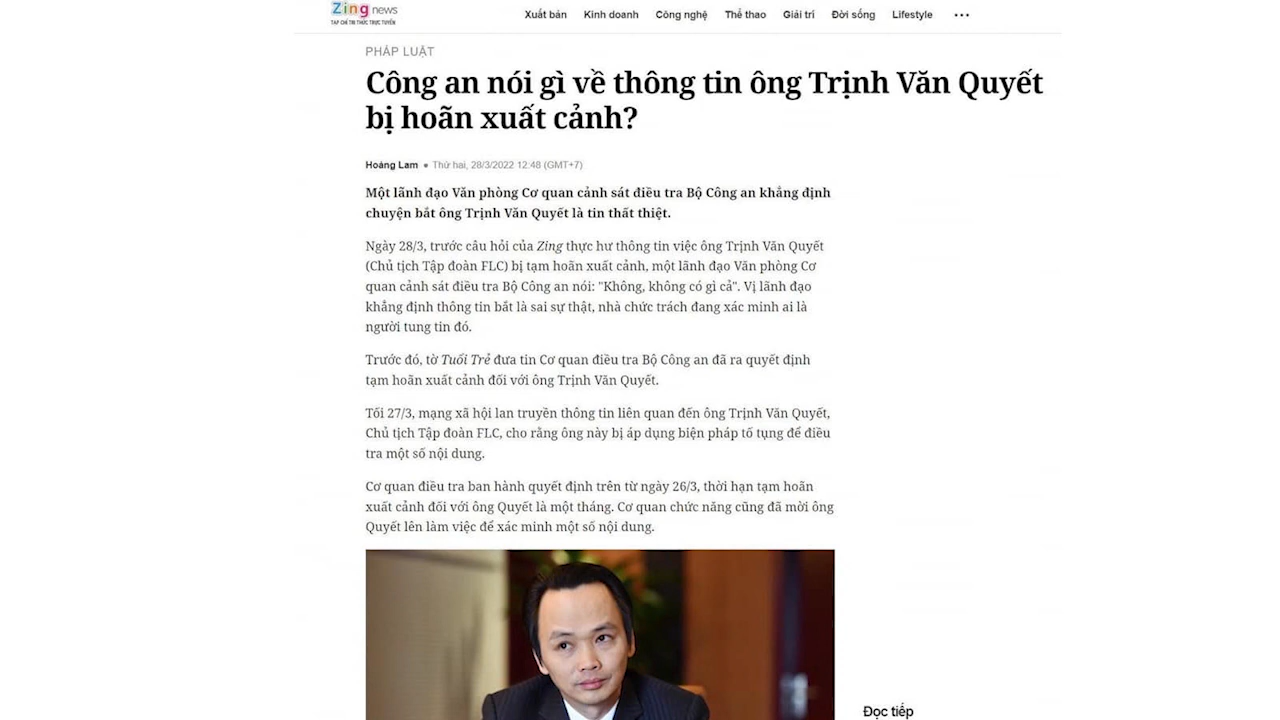 Zing news
TẠP CHÍ TRI THỨC TRỰC TUYẾN
Xuất bản Kinh doanh Công nghệ Thể thao Giải trí Đời sống Lifestyle
PHÁP LUẬT
Công an nói gì về thông tin ông Trịnh Văn Quyết
bị hoãn xuất cảnh?
Hoàng Lam • Thứ hai, 28/3/2022 12:48 (GMT+7)
Một lãnh đạo Văn phòng Cơ quan cảnh sát điều tra Bộ Công an khẳng định
chuyện bắt ông Trịnh Văn Quyết là tin thất thiệt.
Ngày 28/3, trước câu hỏi của Zing thực hư thông tin việc ông Trịnh Văn Quyết
(Chủ tịch Tập đoàn FLC) bị tạm hoãn xuất cảnh, một lãnh đạo Văn phòng Cơ
quan cảnh sát điều tra Bộ Công an nói: "Không, không có gì cả". Vị lãnh đạo
khẳng định thông tin bắt là sai sự thật, nhà chức trách đang xác minh ai là
người tung tin đó.
Trước đó, tờ Tuổi Trẻ đưa tin Cơ quan điều tra Bộ Công an đã ra quyết định
tạm hoãn xuất cảnh đối với ông Trịnh Văn Quyết.
Tối 27/3, mạng xã hội lan truyền thông tin liên quan đến ông Trịnh Văn Quyết,
Chủ tịch Tập đoàn FLC, cho rằng ông này bị áp dụng biện pháp tố tụng để điều
tra một số nội dung.
Cơ quan điều tra ban hành quyết định trên từ ngày 26/3, thời hạn tạm hoãn
xuất cảnh đối với ông Quyết là một tháng. Cơ quan chức năng cũng đã mời ông
Quyết lên làm việc để xác minh một số nội dung.
Đọc tiếp